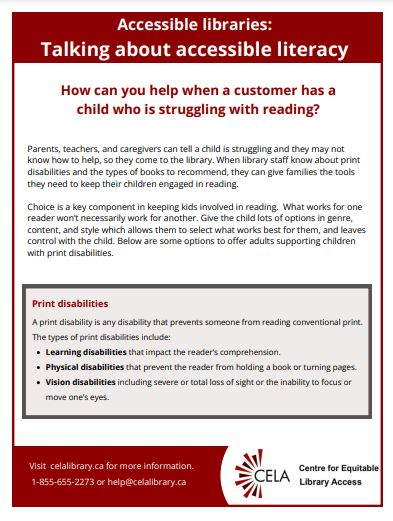 Accessible libraries:
Talking about accessible literacy
How can you help when a customer has a
child who is struggling with reading?
Parents, teachers, and caregivers can tell a child is struggling and they may not
know how to help, so they come to the library. When library staff know about print
disabilities and the types of books to recommend, they can give families the tools
they need to keep their children engaged in reading.
Choice is a key component in keeping kids involved in reading. What works for one
reader won't necessarily work for another. Give the child lots of options in genre,
content, and style which allows them to select what works best for them, and leaves
control with the child. Below are some options to offer adults supporting children
with print disabilities.
Print disabilities
A print disability is any disability that prevents someone from reading conventional print.
The types of print disabilities include:
• Learning disabilities that impact the reader's comprehension.
• Physical disabilities that prevent the reader from holding a book or turning pages.
• Vision disabilities including severe or total loss of sight or the inability to focus or
move one's eyes.
Visit celalibrary.ca for more information.
1-855-655-2273 or help@celalibrary.ca
CELA
Centre for Equitable
Library Access